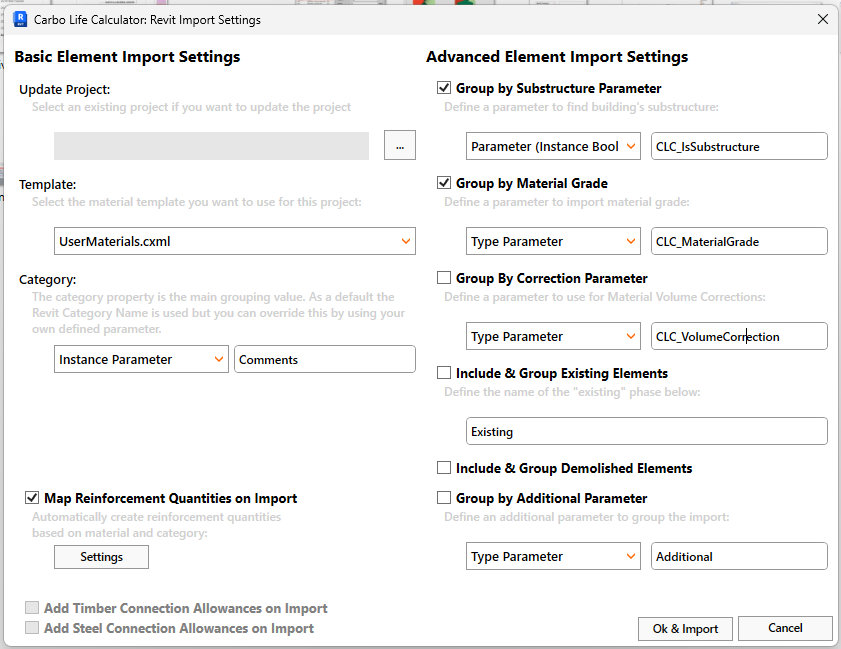 Carbo Life Calculator: Revit Import Settings
Basic Element Import Settings
Update Project:
Select an existing project if you want to update the project
...
Template:
Select the material template you want to use for this project:
UserMaterials.cxml
Category:
The category property is the main grouping value. As a default the
Revit Category Name is used but you can override this by using your
own defined parameter.
Instance Parameter
Comments
Map Reinforcement Quantities on Import
Automatically create reinforcement quantities
based on material and category:
Settings
Add Timber Connection Allowances on Import
Add Steel Connection Allowances on Import
Advanced Element Import Settings
Group by Substructure Parameter
Define a parameter to find building's substructure:
Parameter (Instance Bool
CLC_IsSubstructure
Group by Material Grade
Define a parameter to import material grade:
Type Parameter
CLC_MaterialGrade
Group By Correction Parameter
Define a parameter to use for Material Volume Corrections:
Type Parameter
CLC_VolumeCorrection
Include & Group Existing Elements
Define the name of the "existing" phase below:
Existing
Include & Group Demolished Elements
Group by Additional Parameter
Define an additional parameter to group the import:
Type Parameter
Additional
Ok & Import
Cancel